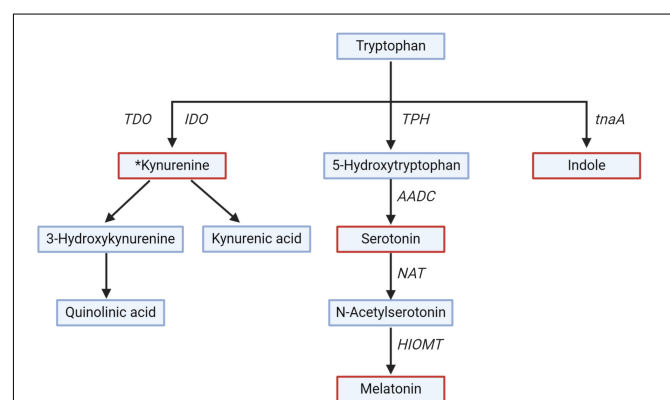 Tryptophan
TDO IDO TPH tnaA
*Kynurenine 5-Hydroxytryptophan Indole
AADC
3-Hydroxykynurenine Kynurenic acid Serotonin
NAT
Quinolinic acid N-Acetylserotonin
HIOMT
Melatonin